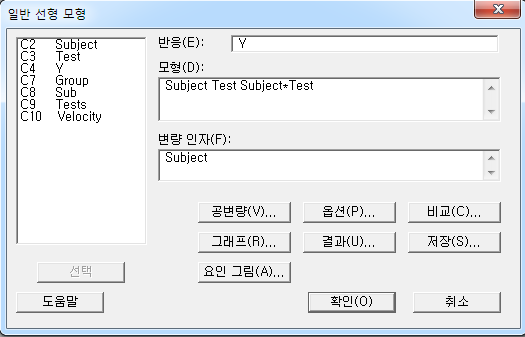 일반 선형 모형
C2 Subject
C3 Test
C4 Y
C7 Group
C8 Sub
C9 Tests
C10 Velocity
반응(E): Y
모형(D):
Subject Test Subject*Test
변량 인자(F):
Subject
공변량(V)... 옵션(P)... 비교(C)...
그래프(R)... 결과(U)... 저장(S)...
선택 요인 그림(A)...
도움말 확인(O) 취소